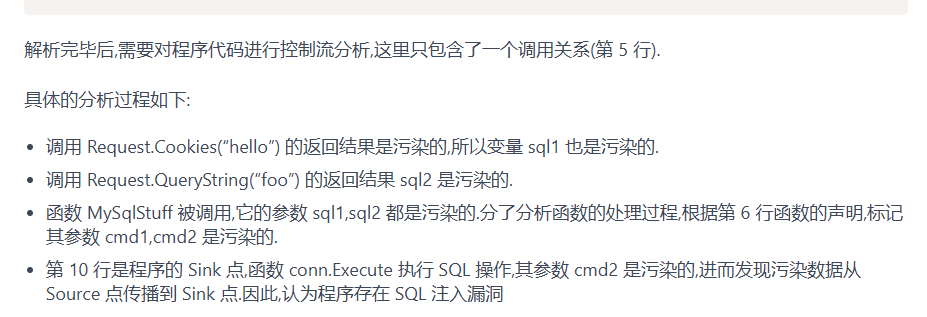 解析完毕后,需要对程序代码进行控制流分析,这里只包含了一个调用关系(第 5 行).
具体的分析过程如下:
• 调用 Request.Cookies(“hello”) 的返回结果是污染的,所以变量 sql1 也是污染的.
• 调用 Request.QueryString(“foo”) 的返回结果 sql2 是污染的.
• 函数 MySqlStuff 被调用,它的参数 sql1,sql2 都是污染的.分了分析函数的处理过程,根据第 6 行函数的声明,标记
其参数 cmd1,cmd2 是污染的.
• 第 10 行是程序的 Sink 点,函数 conn.Execute 执行 SQL 操作,其参数 cmd2 是污染的,进而发现污染数据从
Source 点传播到 Sink 点.因此,认为程序存在 SQL 注入漏洞